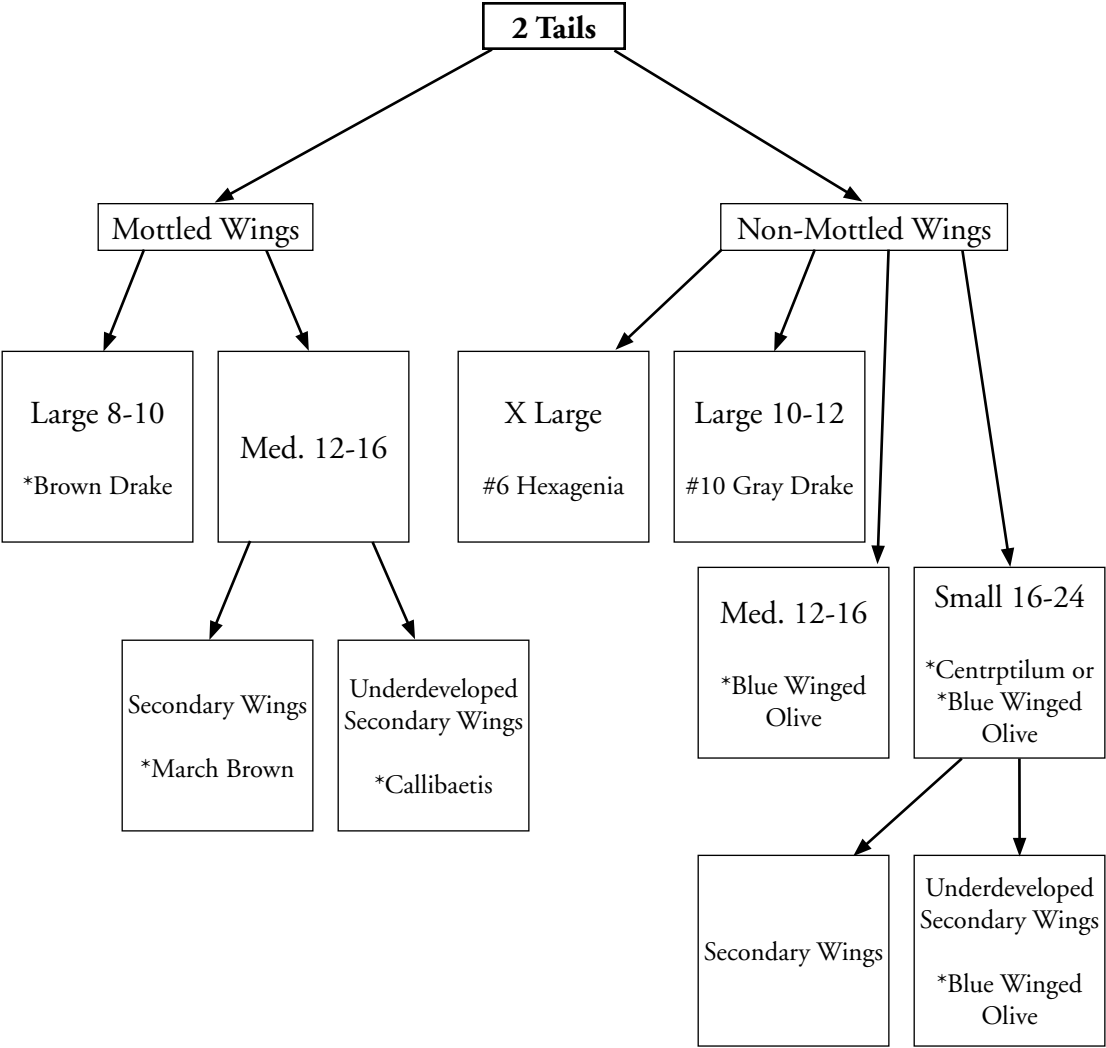 2 Tails
Mottled Wings
Non-Mottled Wings
Large 8-10
*Brown Drake
Med. 12-16
X Large
#6 Hexagenia
Large 10-12
#10 Gray Drake
Med. 12-16
*Blue Winged
Olive
Small 16-24
*Centrptilum or
*Blue Winged
Olive
Secondary Wings
*March Brown
Underdeveloped
Secondary Wings
*Callibaetis
Secondary Wings
Underdeveloped
Secondary Wings
*Blue Winged
Olive